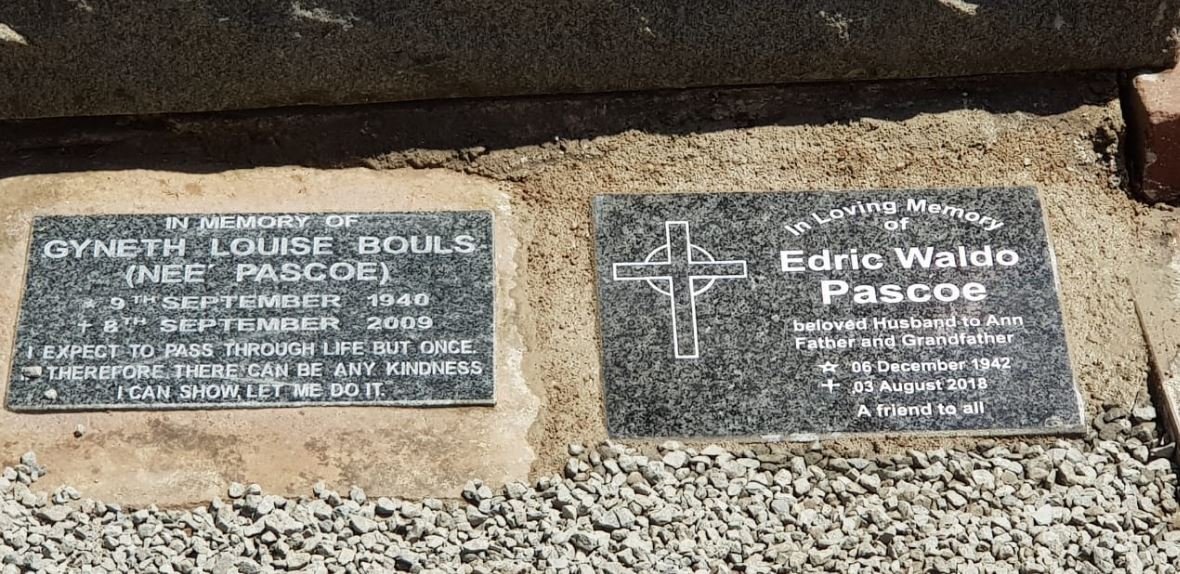 IN MEMORY OF
GYNETH LOUISE BOULS
(NEE' PASCOE)
* 9TH SEPTEMBER 1940
+ 8TH SEPTEMBER 2009
I EXPECT TO PASS THROUGH LIFE BUT ONCE.
THEREFORE, THERE CAN BE ANY KINDNESS
I CAN SHOW, LET ME DO IT.
In Loving Memory
of
Edric Waldo
Pascoe
beloved Husband to Ann
Father and Grandfather
☆ 06 December 1942
✝ 03 August 2018
A friend to all